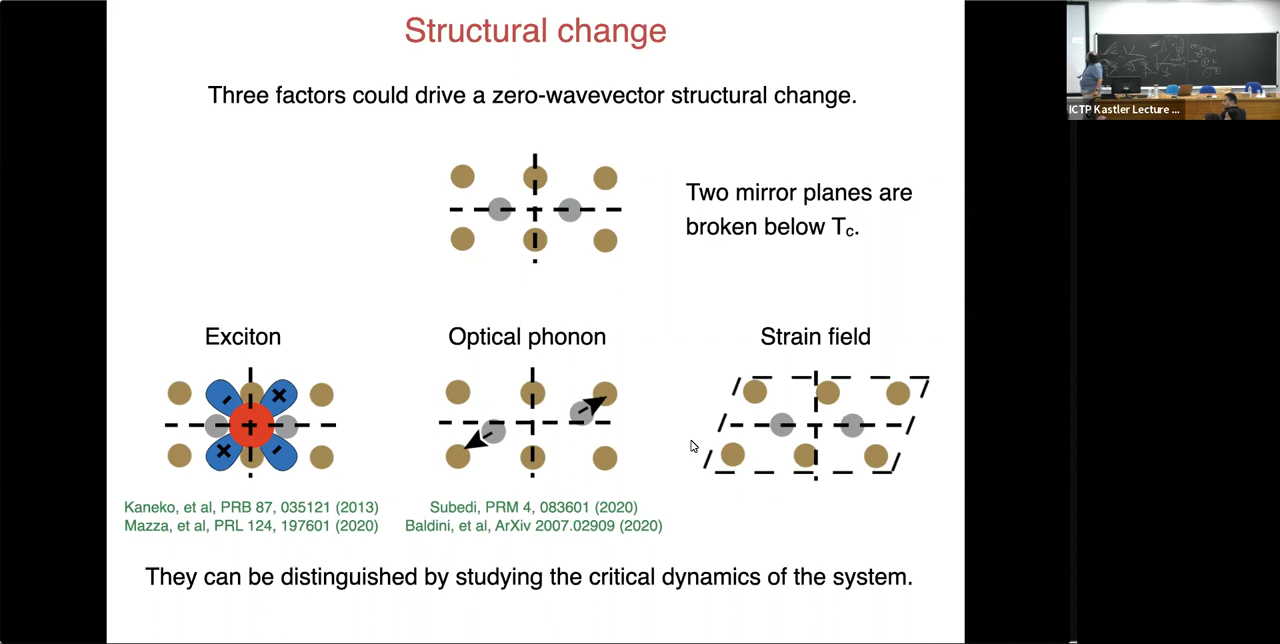 Structural change
Three factors could drive a zero-wavevector structural change.
Two mirror planes are
broken below Tc.
Exciton
Optical phonon
Strain field
- + + + -
Kaneko, et al, PRB 87, 035121 (2013)
Mazza, et al, PRL 124, 197601 (2020)
Subedi, PRM 4, 083601 (2020)
Baldini, et al, ArXiv 2007.02909 (2020)
They can be distinguished by studying the critical dynamics of the system.
ICTP Kastler Lecture ...